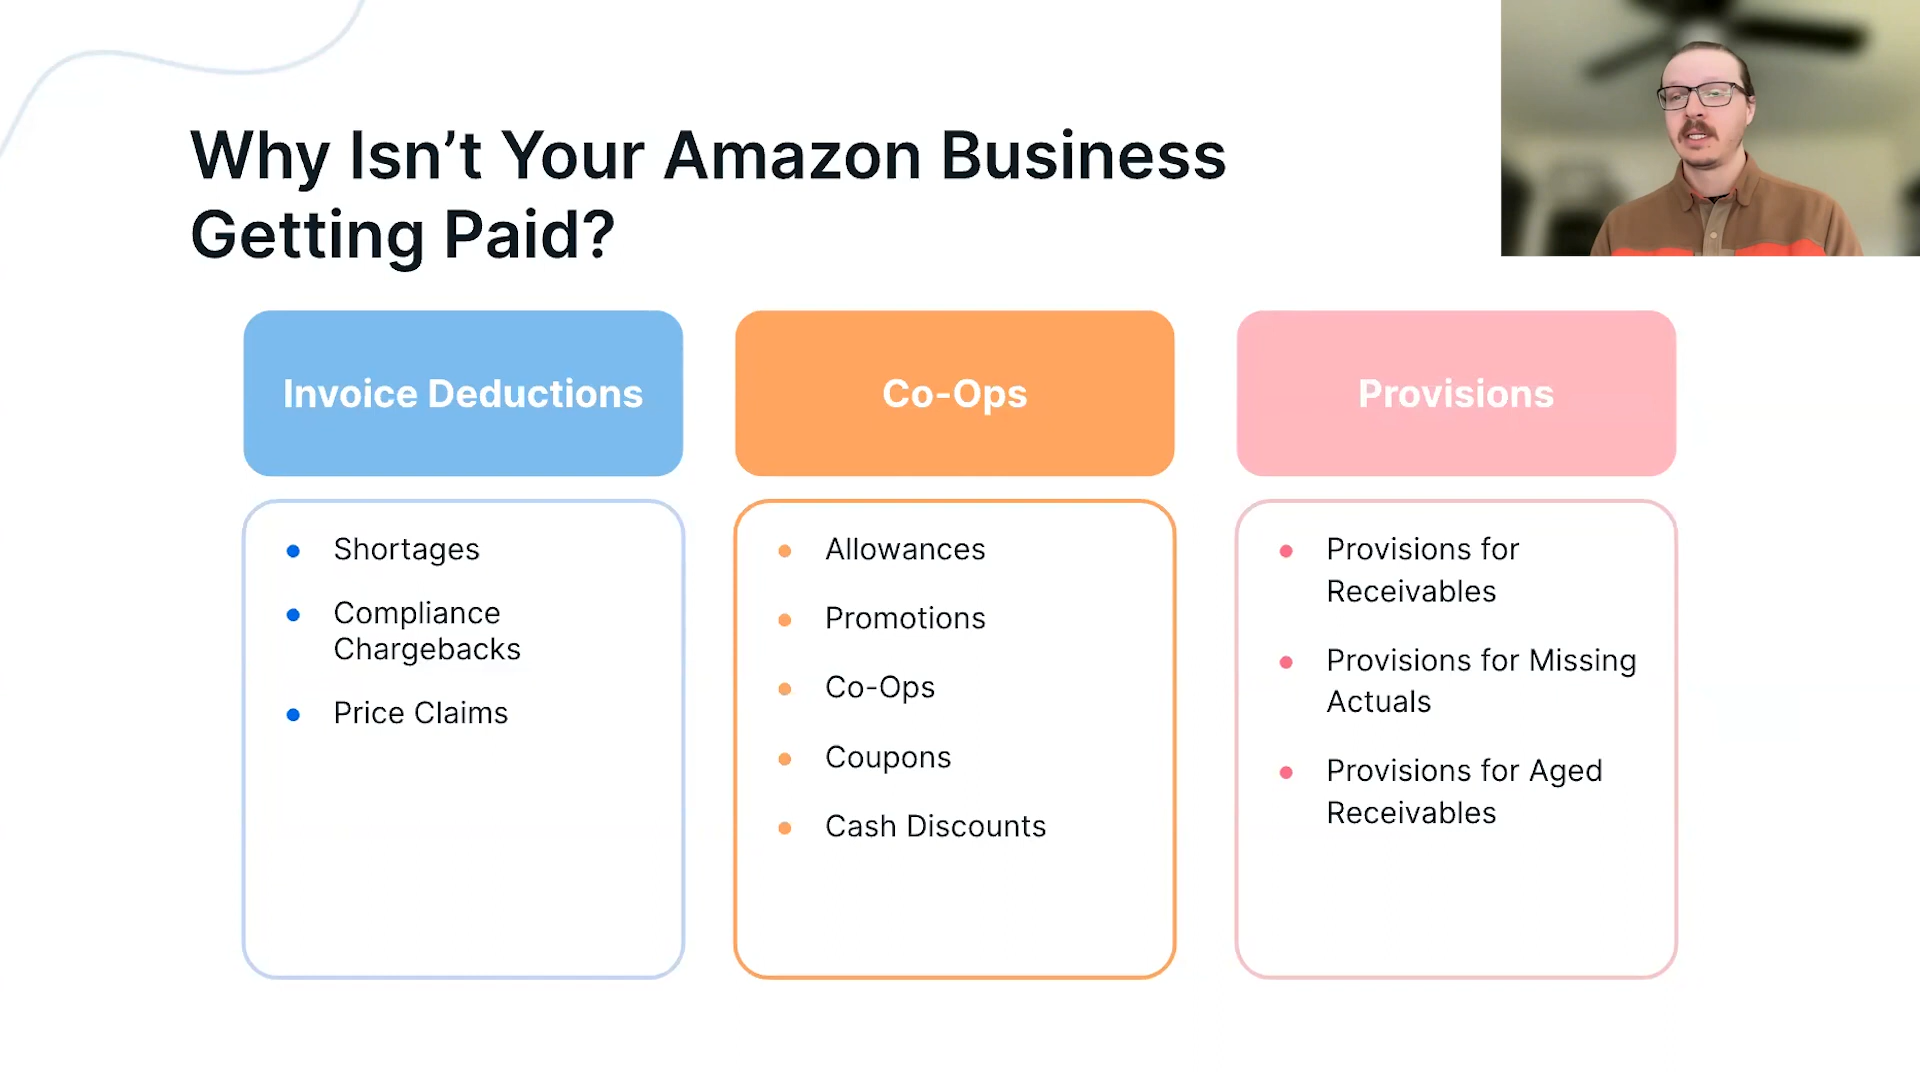 Why Isn’t Your Amazon Business
Getting Paid?
Invoice Deductions
Shortages
Compliance
Chargebacks
Price Claims
Co-Ops
Allowances
Promotions
Co-Ops
Coupons
Cash Discounts
Provisions
Provisions for
Receivables
Provisions for Missing
Actuals
Provisions for Aged
Receivables